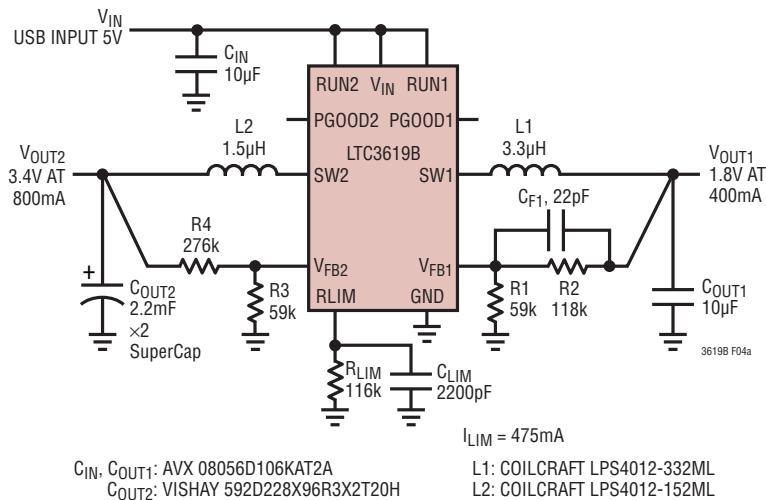 VIN
USB INPUT 5V
CIN
10µF
RUN2 VIN RUN1
PGOOD2 PGOOD1
LTC3619B
SW2 SW1
VFB2 VFB1
RLIM GND
L2
1.5µH
L1
3.3µH
VOUT2
3.4V AT
800mA
VOUT1
1.8V AT
400mA
CF1, 22pF
R4
276k
R3
59k
R1
59k
R2
118k
+
COUT2
2.2mF
×2
SuperCap
COUT1
10µF
3619B F04a
RLIM
116k
CLIM
2200pF
ILIM = 475mA
CIN, COUT1: AVX 08056D106KAT2A
COUT2: VISHAY 592D228X96R3X2T20H
L1: COILCRAFT LPS4012-332ML
L2: COILCRAFT LPS4012-152ML